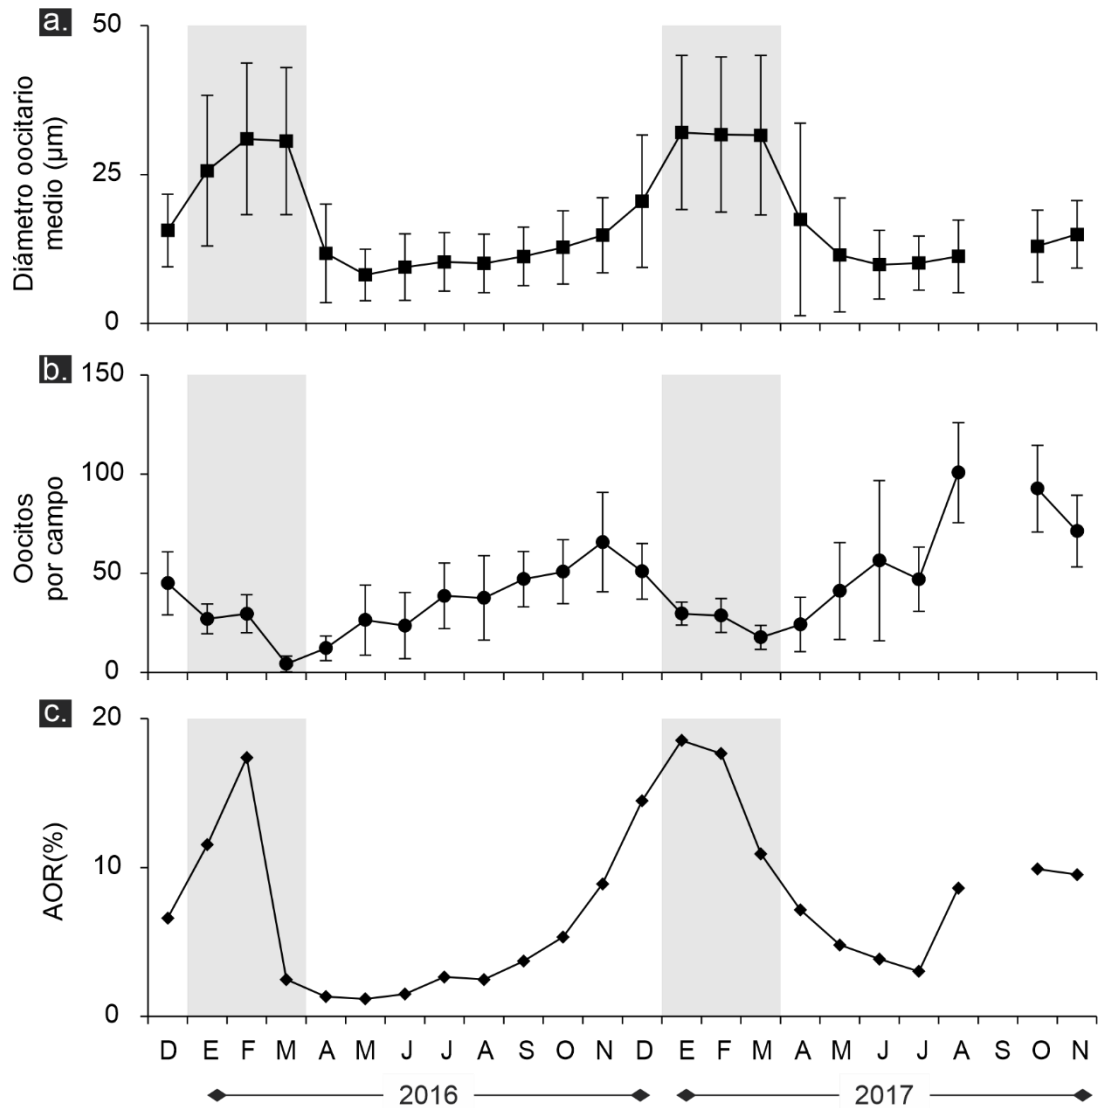 a.
50
25
0
Diámetro oocitario
medio (µm)
b.
150
100
50
0
Oocitos
por campo
c.
20
10
0
AOR(%)
D E F M A M J J A S O N D E F M A M J J A S O N
2016 2017